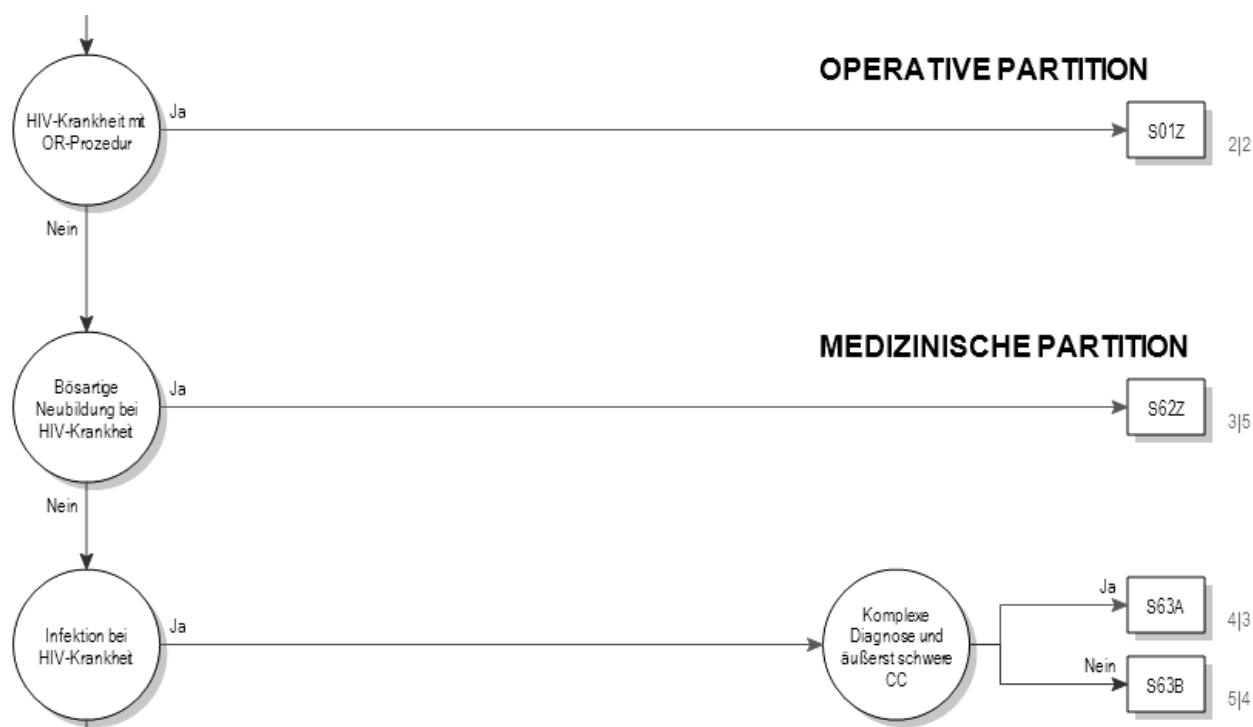 OPERATIVE PARTITION
HIV-Krankheit mit
OR-Prozedur
Ja
S01Z
2|2
Nein
MEDIZINISCHE PARTITION
Bösartige
Neubildung bei
HIV-Krankheit
Ja
S62Z
3|5
Nein
Infektion bei
HIV-Krankheit
Ja
Komplexe
Diagnose und
äußerst schwere
CC
Ja
S63A
4|3
Nein
S63B
5|4